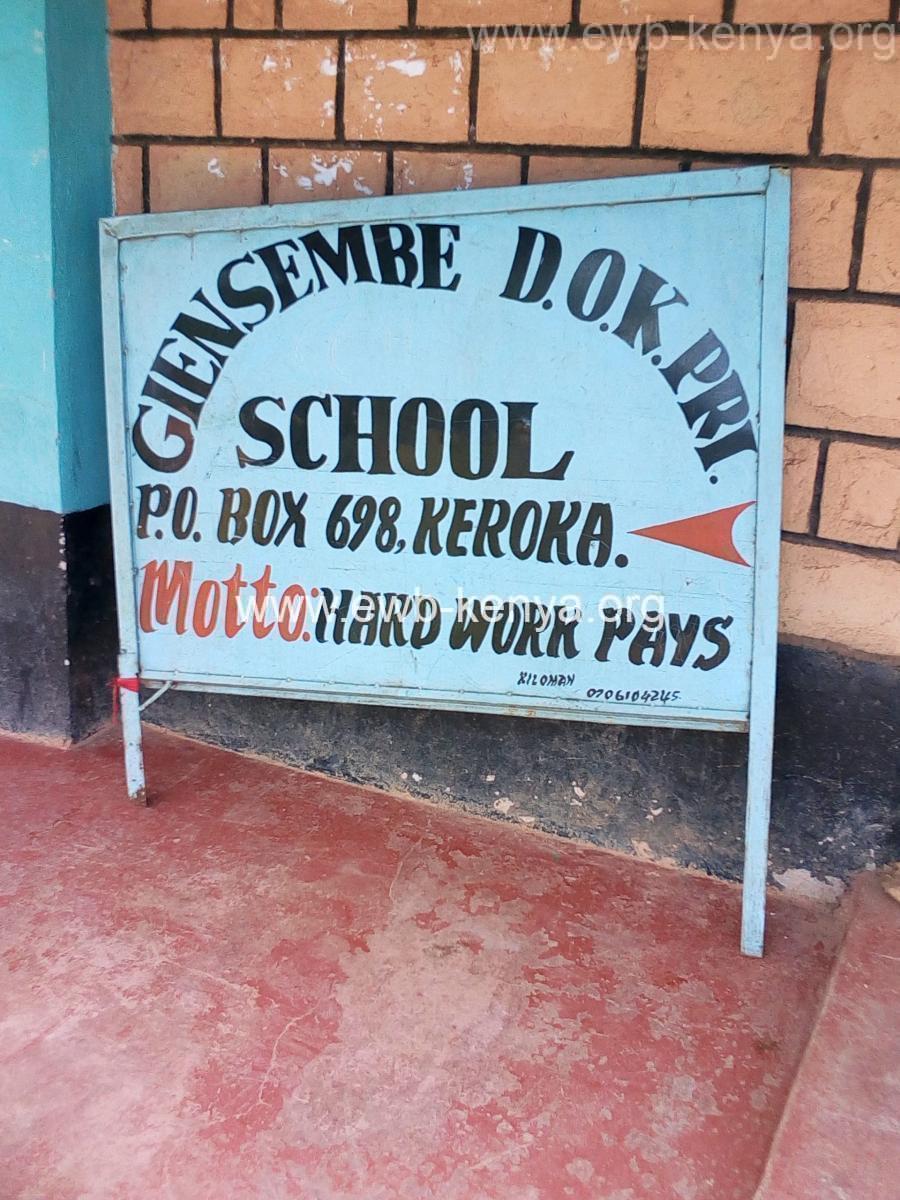 www.ewb-kenya.org
GIENSEMBE D.O.K. PRI.
SCHOOL
P.O. BOX 698, KEROKA.
Motto: HARD WORK PAYS
www.ewb-kenya.org
KILOMAN
0706104245